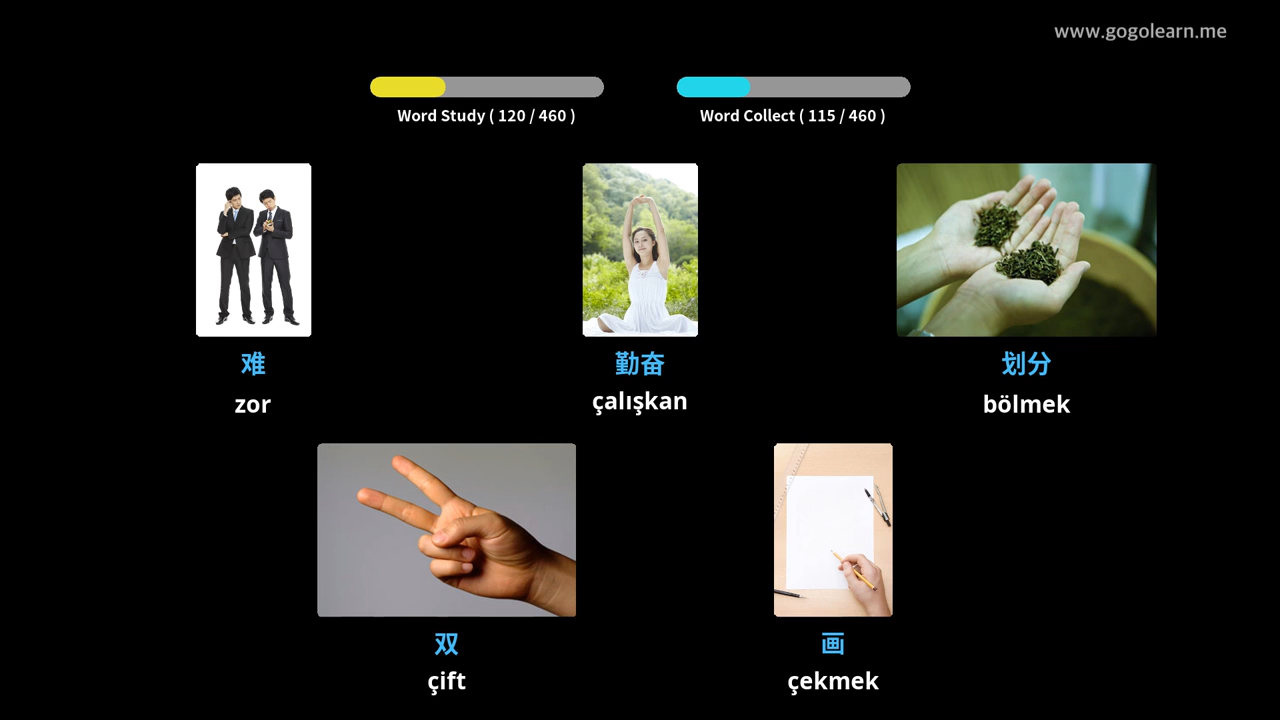 www.gogolearn.me
Word Study ( 120 / 460 )
Word Collect ( 115 / 460 )
难
zor
勤奋
çalışkan
划分
bölmek
双
çift
画
çekmek